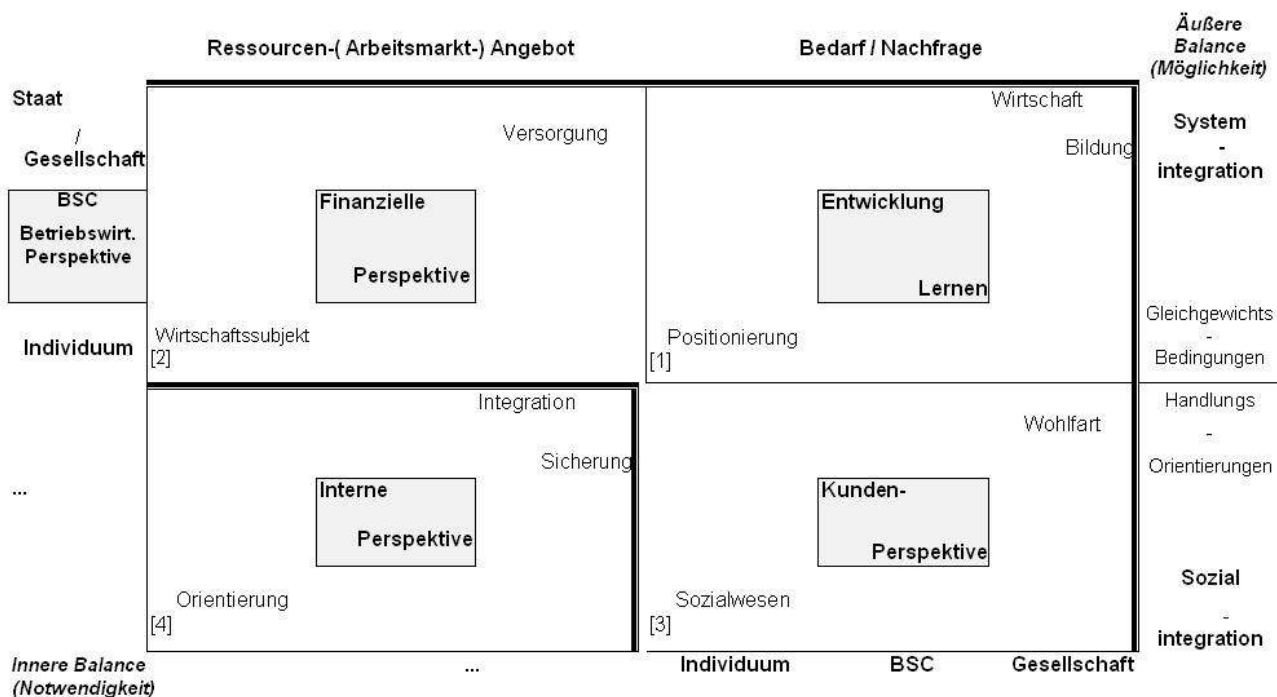 Ressourcen-( Arbeitsmarkt-) Angebot
Bedarf / Nachfrage
Äußere
Balance
(Möglichkeit)
Staat
/
Gesellschaft
BSC
Betriebswirt.
Perspektive
Individuum
...
Versorgung
Finanzielle
Perspektive
Wirtschaftssubjekt
[2]
Wirtschaft
Bildung
Entwicklung
Lernen
Positionierung
[1]
System
-
integration
Gleichgewichts
-
Bedingungen
Integration
Sicherung
Interne
Perspektive
Orientierung
[4]
Wohlfart
Kunden-
Perspektive
Sozialwesen
[3]
Handlungs
-
Orientierungen
Sozial
-
integration
Innere Balance
(Notwendigkeit)
...
Individuum
BSC
Gesellschaft